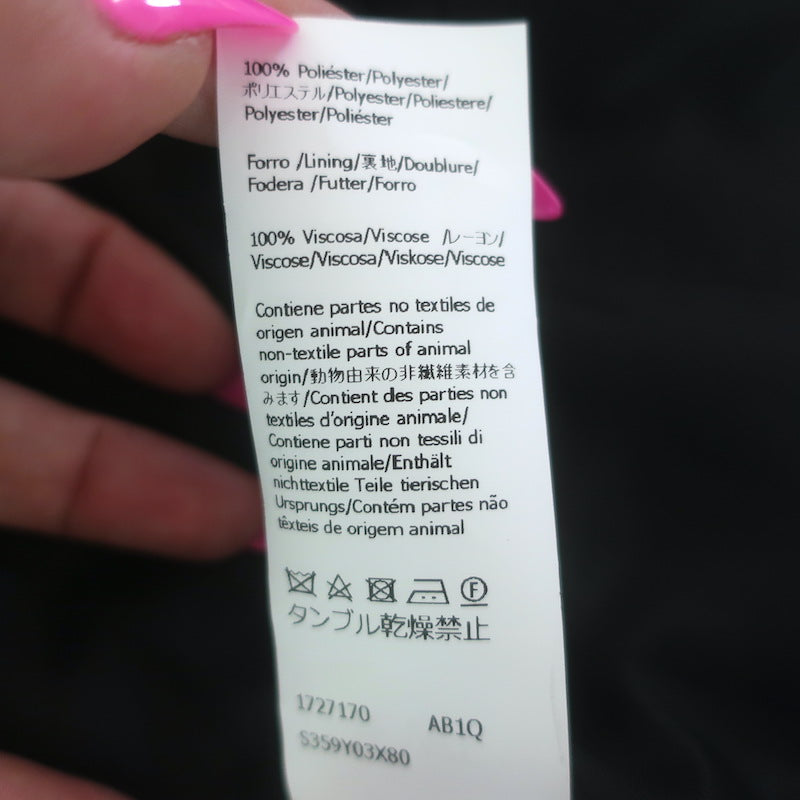 100% Poliéster/Polyester/
ポリエステル/Polyester/Poliestere/
Polyester/Poliéster
Forro /Lining/裏地/Doublure/
Fodera /Futter/Forro
100% Viscosa/Viscose /レーヨン/
Viscose/Viscosa/Viskose/Viscose
Contiene partes no textiles de
origen animal/Contains
non-textile parts of animal
origin/動物由来の非繊維素材を含
みます/Contient des parties non
textiles d'origine animale/
Contiene parti non tessili di
origine animale/Enthält
nichttextile Teile tierischen
Ursprungs/Contém partes não
têxteis de origem animal
F
タンブル乾燥禁止
1727170 AB1Q
S359Y03X80